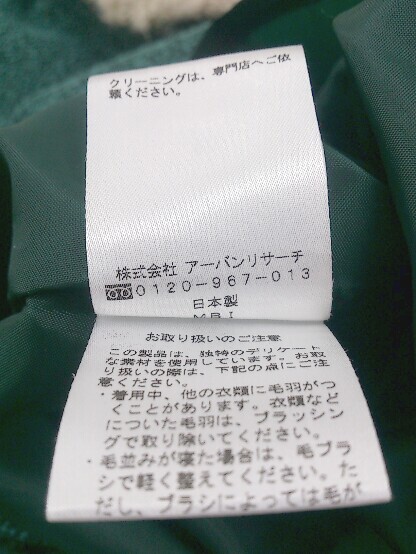 クリーニングは、専門店へご依
頼ください。
株式会社 アーバンリサーチ
0120-967-013
日本製
MBI
お取り扱いのご注意
この製品は、独特のデリケート
な素材を使用しています。お取
り扱いの際は、下記の点にご注
意ください。
・着用中、他の衣類に毛羽がつ
くことがあります。衣類など
についた毛羽は、ブラッシン
グで取り除いてください。
・毛並みが寝た場合は、毛ブラ
シで軽く整えてください。た
だし、ブラシによっては毛が